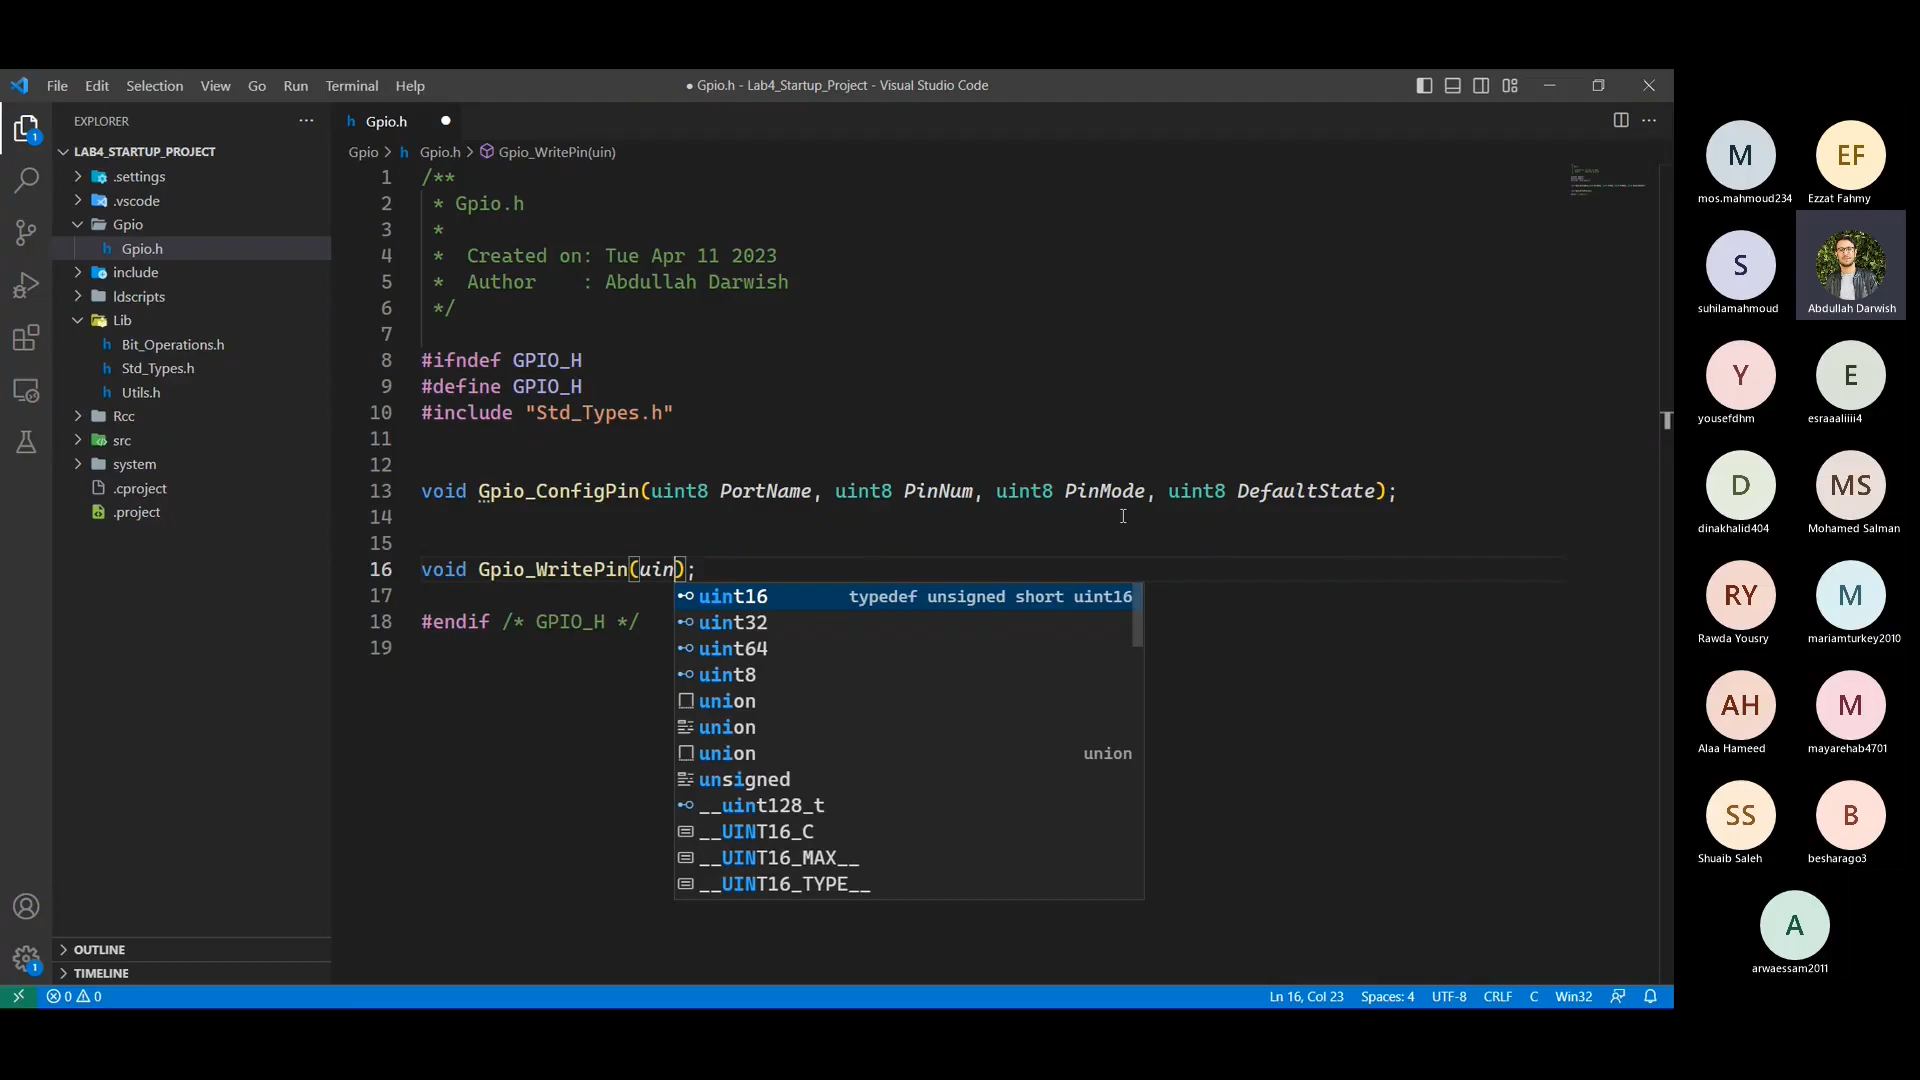 File Edit Selection View Go Run Terminal Help
● Gpio.h - Lab4_Startup_Project - Visual Studio Code
EXPLORER
LAB4_STARTUP_PROJECT
.settings
.vscode
Gpio
h Gpio.h
include
ldscripts
Lib
h Bit_Operations.h
h Std_Types.h
h Utils.h
Rcc
src
system
.cproject
.project
OUTLINE
TIMELINE
1
1
h Gpio.h ●
Gpio > h Gpio.h > Gpio_WritePin(uin)
1 /**
2 * Gpio.h
3 *
4 * Created on: Tue Apr 11 2023
5 * Author : Abdullah Darwish
6 */
7
8 #ifndef GPIO_H
9 #define GPIO_H
10 #include "Std_Types.h"
11
12
13 void Gpio_ConfigPin(uint8 PortName, uint8 PinNum, uint8 PinMode, uint8 DefaultState);
14
15
16 void Gpio_WritePin(uin);
17
18 #endif /* GPIO_H */
19
uint16 typedef unsigned short uint16
uint32
uint64
uint8
union
union
union union
unsigned
__uint128_t
__UINT16_C
__UINT16_MAX__
__UINT16_TYPE__
0 0
Ln 16, Col 23 Spaces: 4 UTF-8 CRLF C Win32
M EF
mos.mahmoud234 Ezzat Fahmy
S
suhilamahmoud Abdullah Darwish
Y E
yousefdhm esraaliiii4
D MS
dinakhalid404 Mohamed Salman
RY M
Rawda Yousry mariamturkey2010
AH M
Alaa Hameed mayarehab4701
SS B
Shuaib Saleh besharago3
A
arwaessam2011